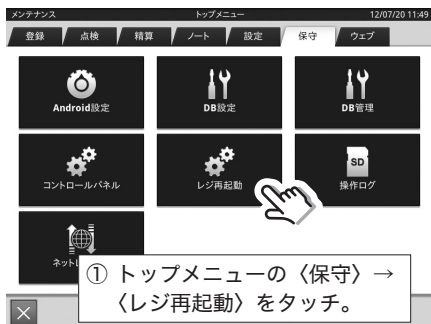 メンテナンス トップメニュー 12/07/20 11:49
登録 点検 精算 ノート 設定 保守 ウェブ
Android設定 DB設定 DB管理
SD
コントロールパネル レジ再起動 操作ログ
① トップメニューの〈保守〉→
〈レジ再起動〉をタッチ。